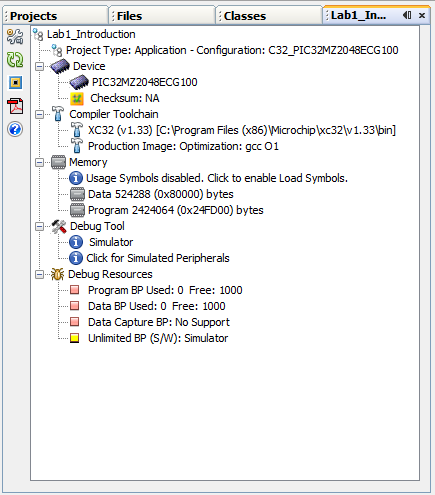 Projects
Files
Classes
Lab1_In...
Lab1_Introduction
Project Type: Application - Configuration: C32_PIC32MZ2048ECG100
Device
PIC32MZ2048ECG100
Checksum: NA
Compiler Toolchain
XC32 (v1.33) [C:\Program Files (x86)\Microchip\xc32\v1.33\bin]
Production Image: Optimization: gcc O1
Memory
Usage Symbols disabled. Click to enable Load Symbols.
Data 524288 (0x80000) bytes
Program 2424064 (0x24FD00) bytes
Debug Tool
Simulator
Click for Simulated Peripherals
Debug Resources
Program BP Used: 0  Free: 1000
Data BP Used: 0  Free: 1000
Data Capture BP: No Support
Unlimited BP (S/W): Simulator